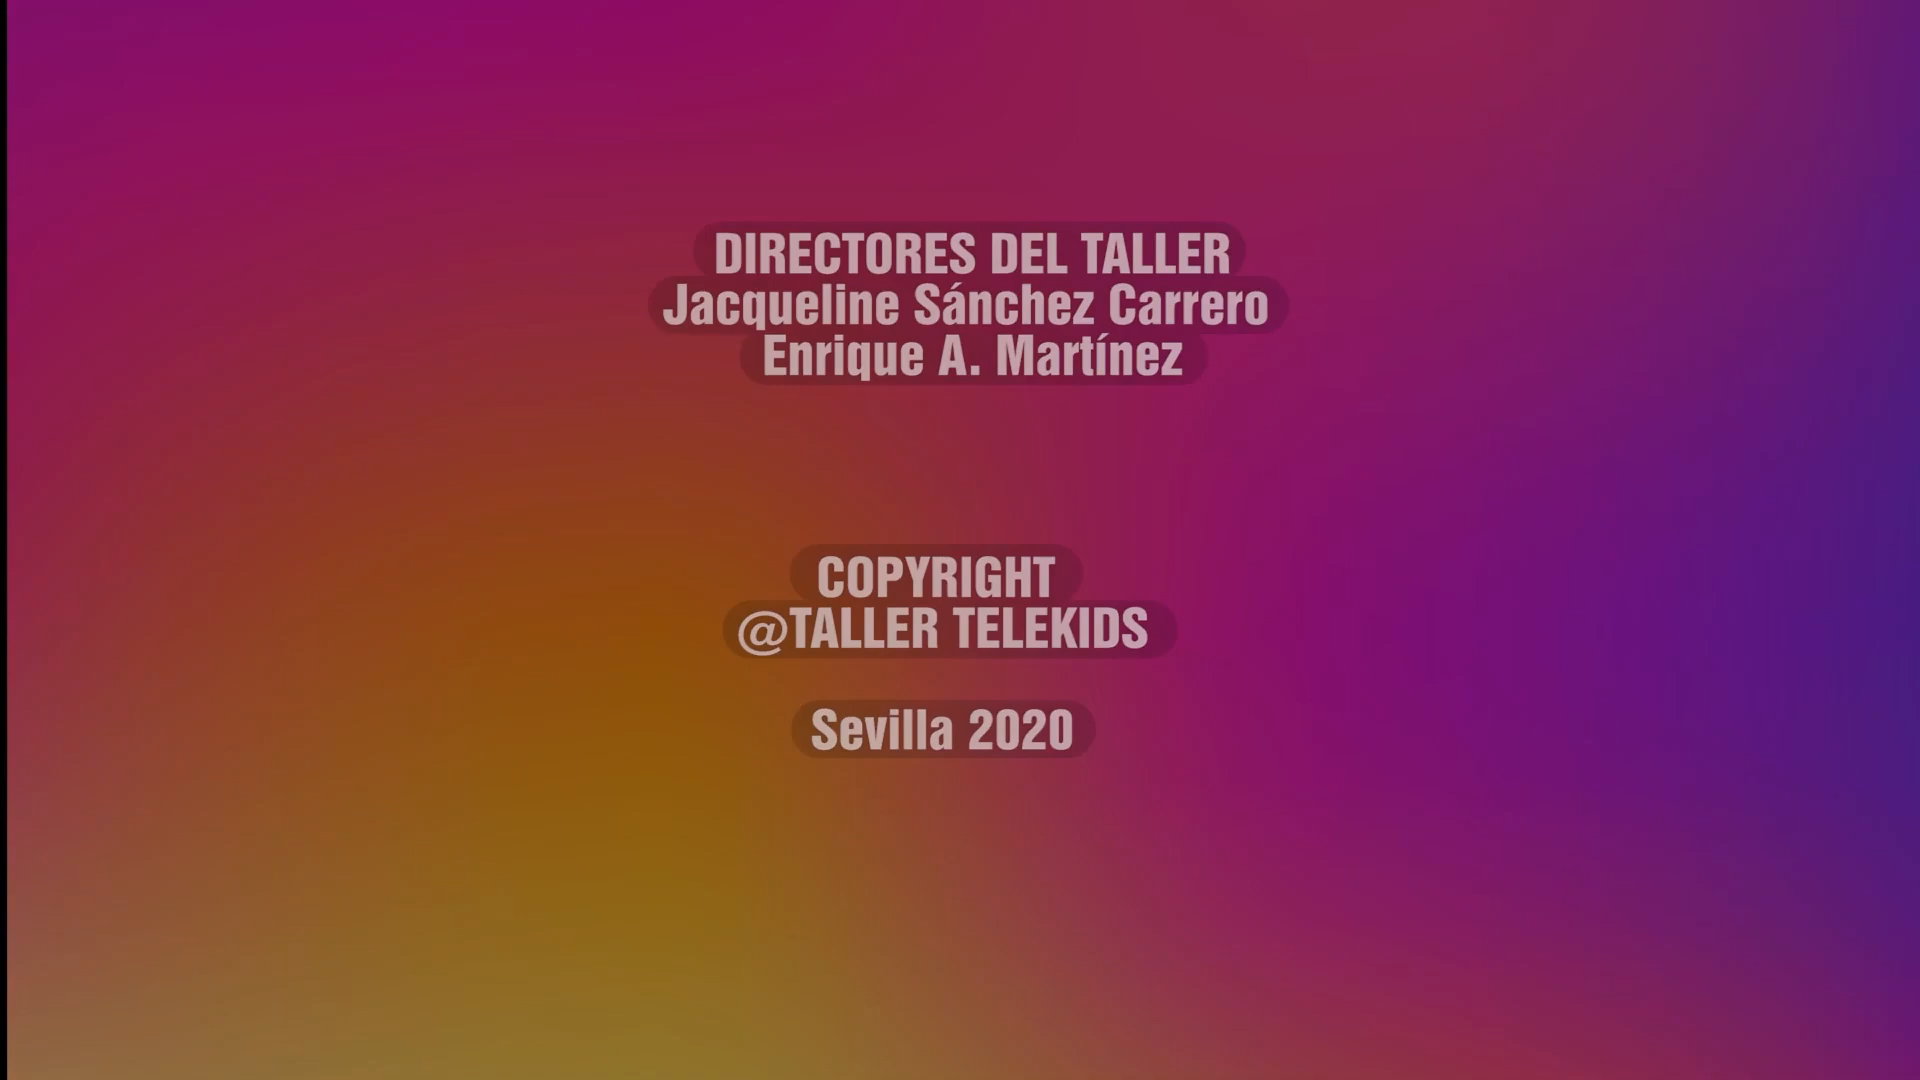 DIRECTORES DEL TALLER
Jacqueline Sánchez Carrero
Enrique A. Martínez
COPYRIGHT
@TALLER TELEKIDS
Sevilla 2020